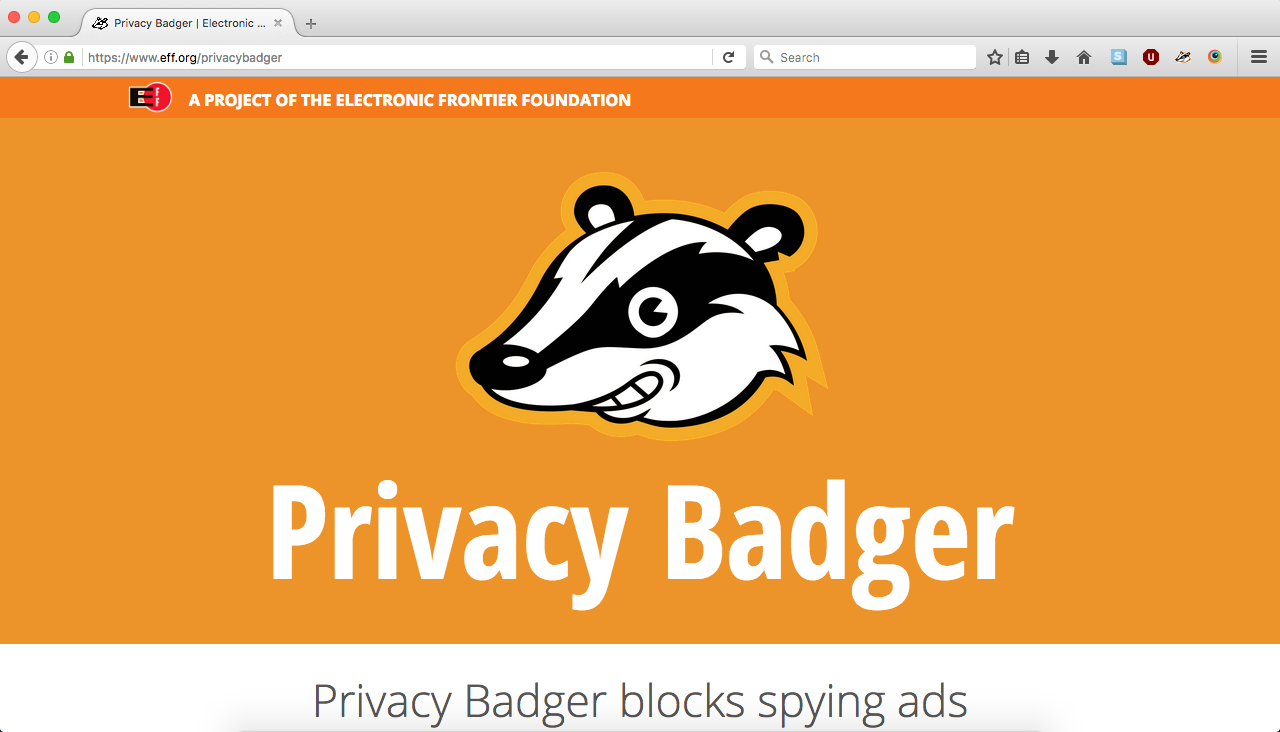 Privacy Badger | Electronic ...
https://www.eff.org/privacybadger
Search
S
U
EFF
A PROJECT OF THE ELECTRONIC FRONTIER FOUNDATION
Privacy Badger
Privacy Badger blocks spying ads